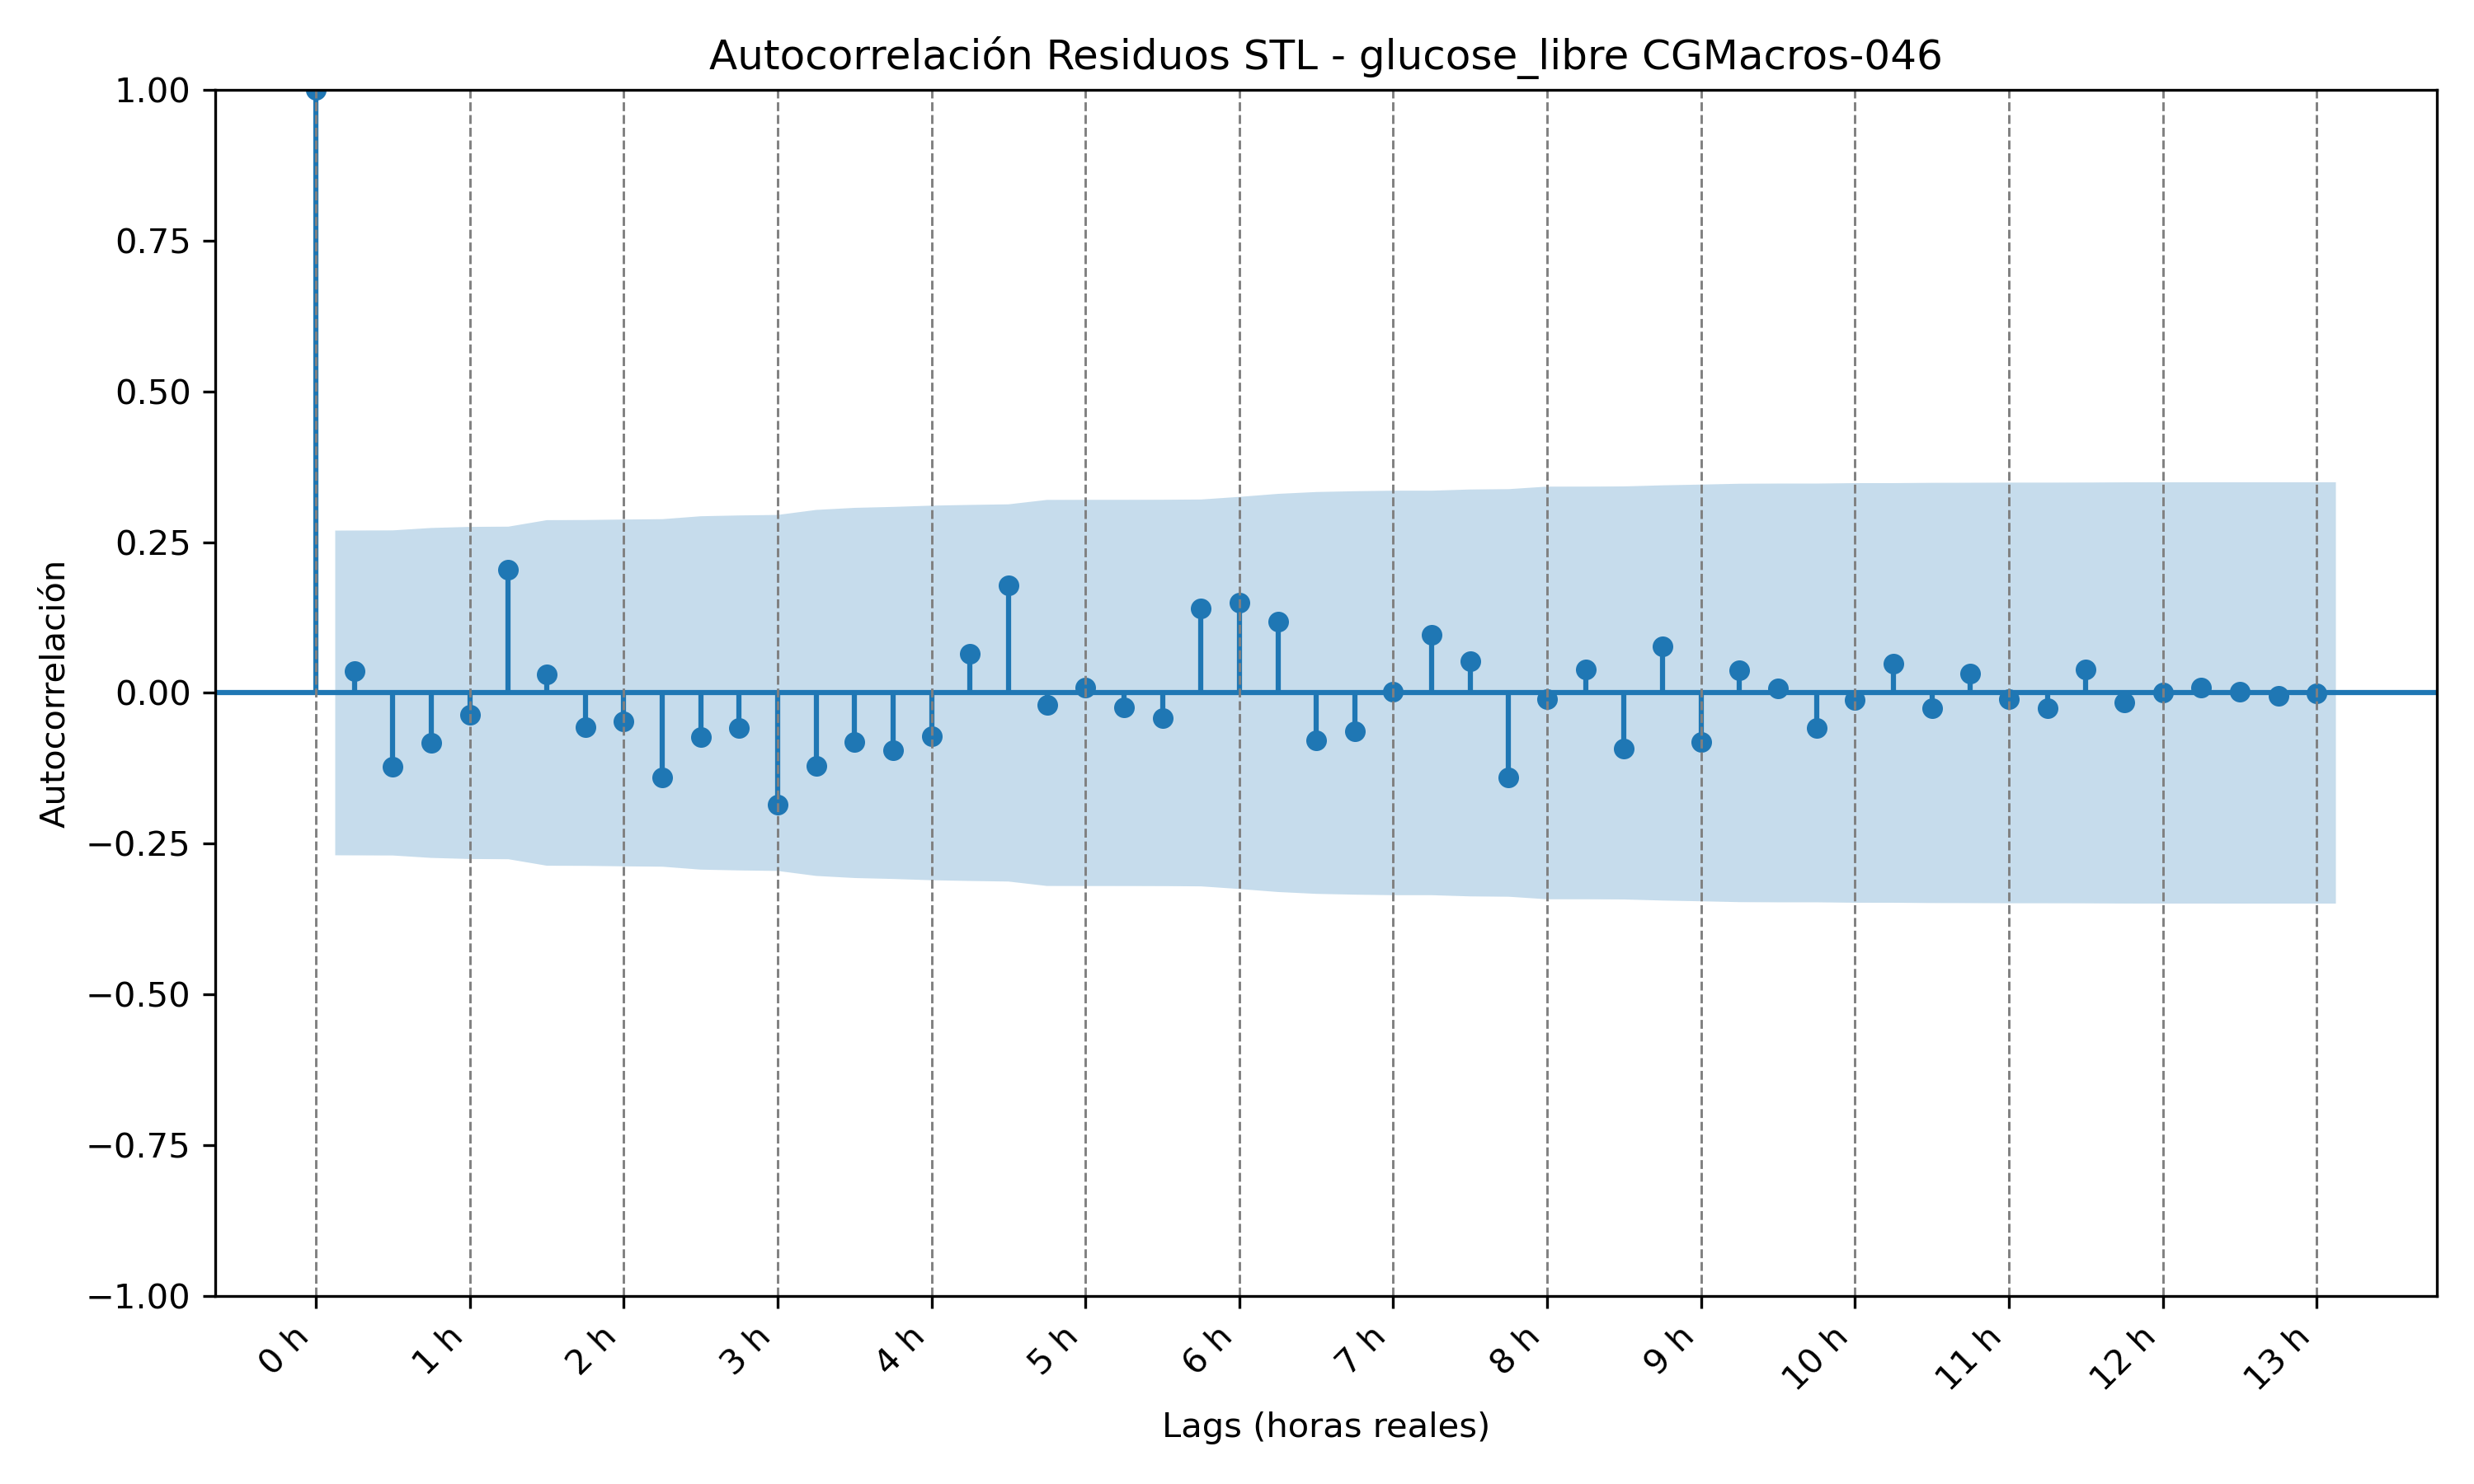 Autocorrelación Residuos STL - glucose_libre CGMacros-046
1.00
0.75
0.50
0.25
0.00
−0.25
−0.50
−0.75
−1.00
Autocorrelación
0 h
1 h
2 h
3 h
4 h
5 h
6 h
7 h
8 h
9 h
10 h
11 h
12 h
13 h
Lags (horas reales)